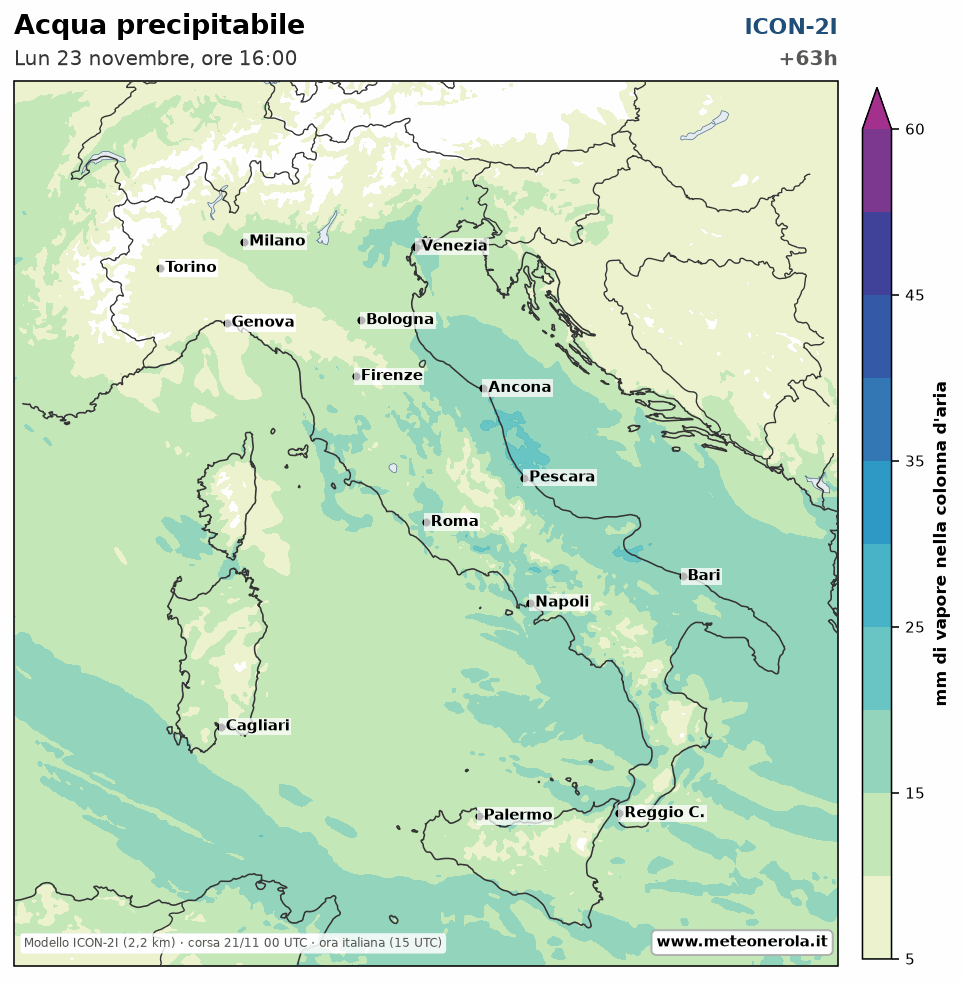 Acqua precipitabile
ICON-2I
Lun 23 novembre, ore 16:00
+63h
60
45
35
25
15
5
mm di vapore nella colonna d'aria
Milano
Venezia
Torino
Genova
Bologna
Firenze
Ancona
Pescara
Roma
Bari
Napoli
Cagliari
Palermo
Reggio C.
Modello ICON-2I (2,2 km) · corsa 21/11 00 UTC · ora italiana (15 UTC)
www.meteonerola.it